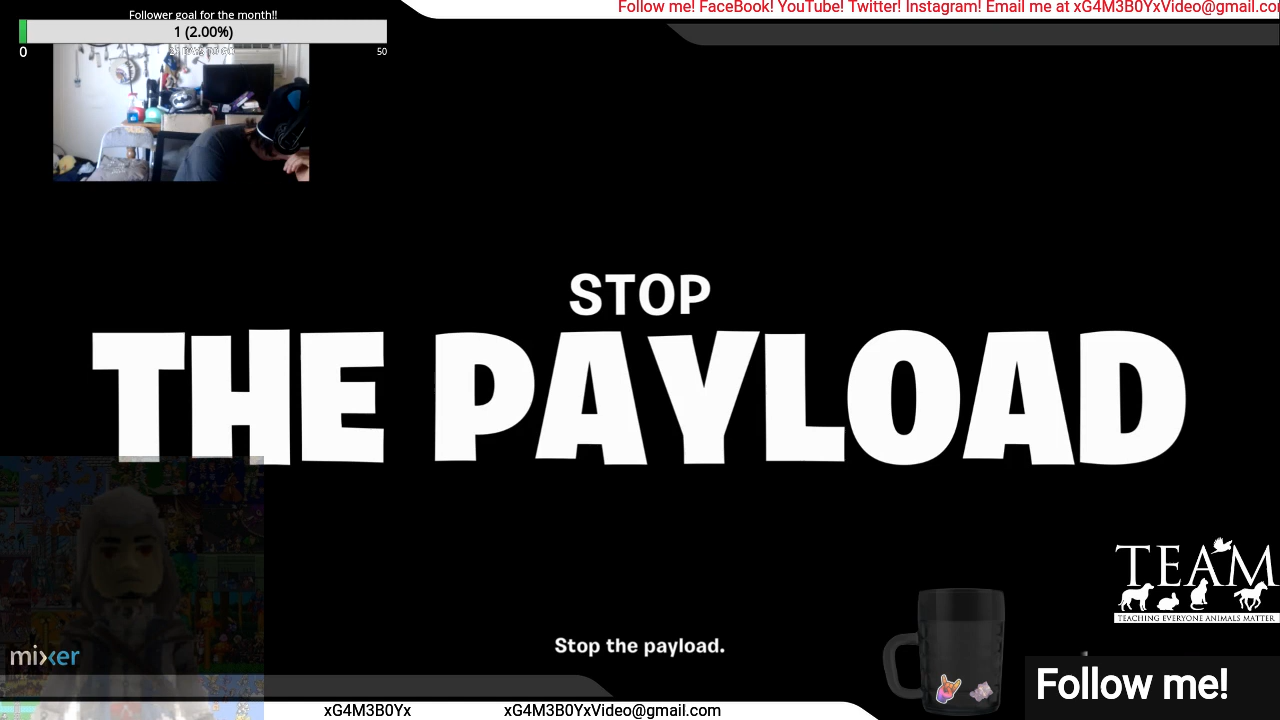 Follow me! FaceBook! YouTube! Twitter! Instagram! Email me at xG4M3B0YxVideo@gmail.co
Follower goal for the month!!
1 (2.00%)
0
50
STOP
THE PAYLOAD
TEAM
TEACHING EVERYONE ANIMALS MATTER
Stop the payload.
mixer
Follow me!
xG4M3B0Yx
xG4M3B0YxVideo@gmail.com